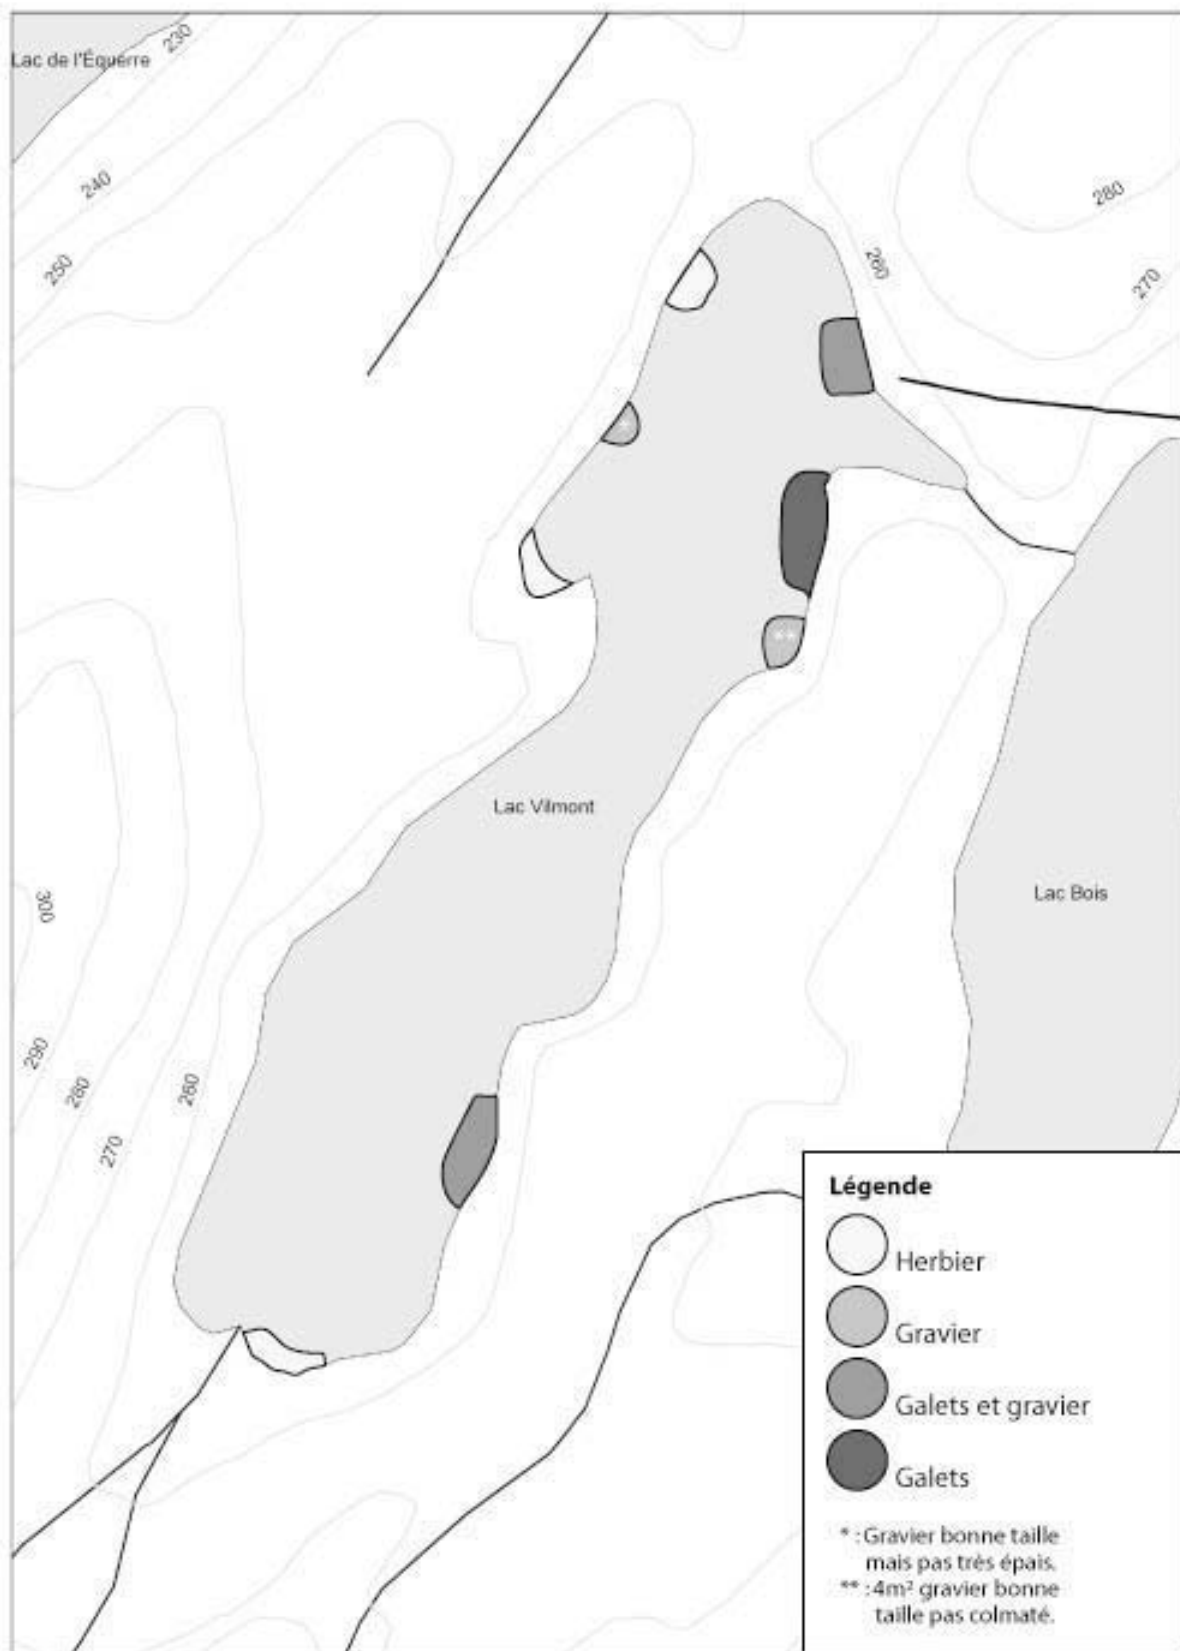 Lac de l'Équerre
230
240
250
260
280
270
**
*
Lac Vilmont
Lac Bois
300
290
280
270
260
Légende
Herbier
Gravier
Galets et gravier
Galets
* : Gravier bonne taille
mais pas très épais.
** : 4m² gravier bonne
taille pas colmaté.